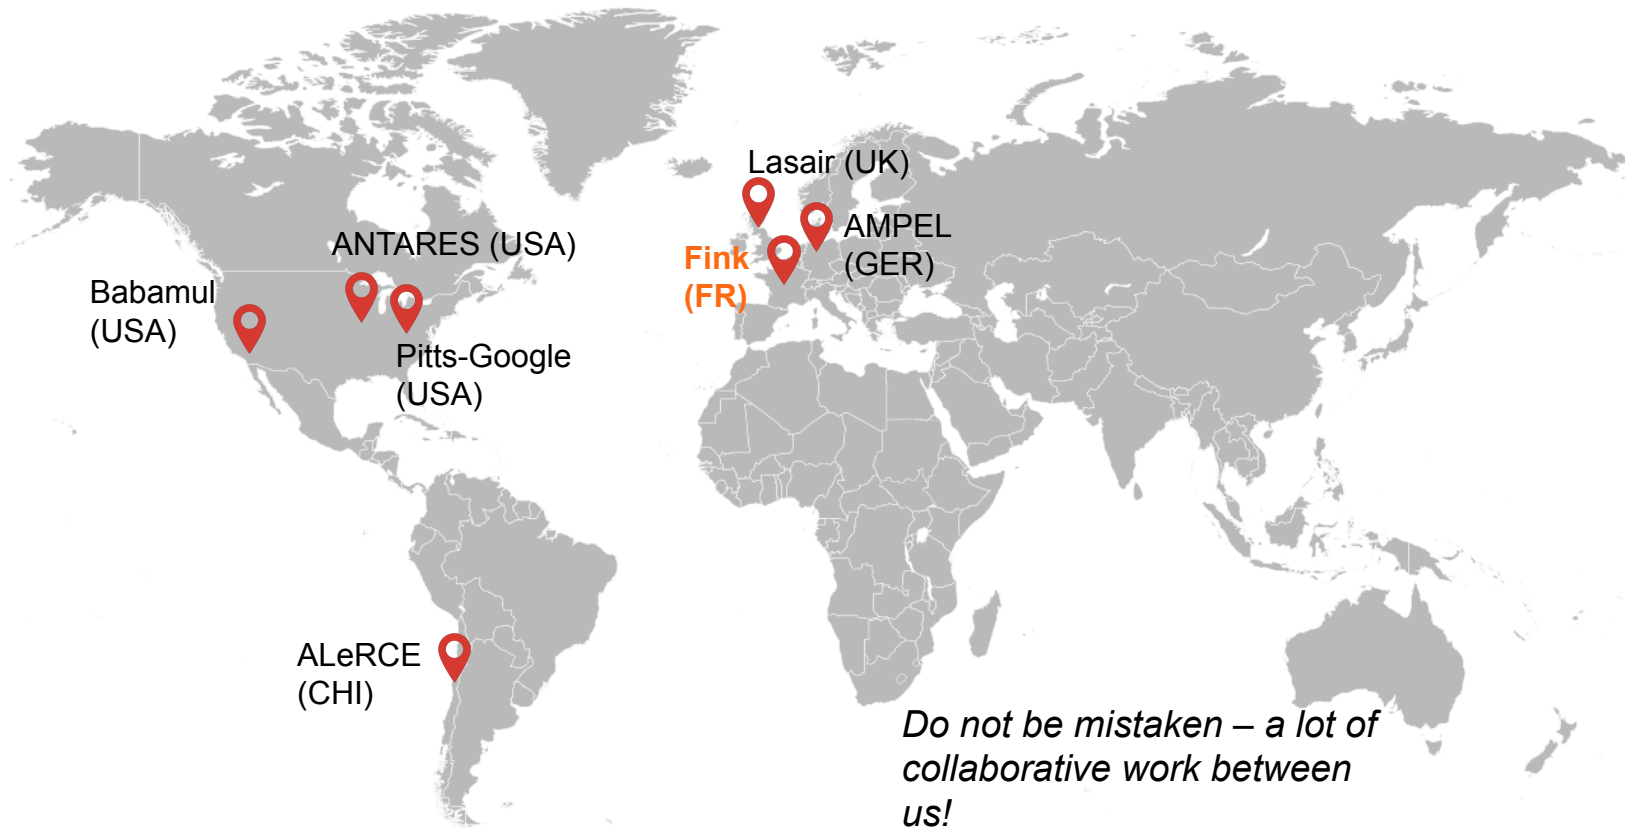 Lasair (UK)
ANTARES (USA)
AMPEL
(GER)
Fink
(FR)
Babamul
(USA)
Pitts-Google
(USA)
ALeRCE
(CHI)
Do not be mistaken – a lot of
collaborative work between
us!